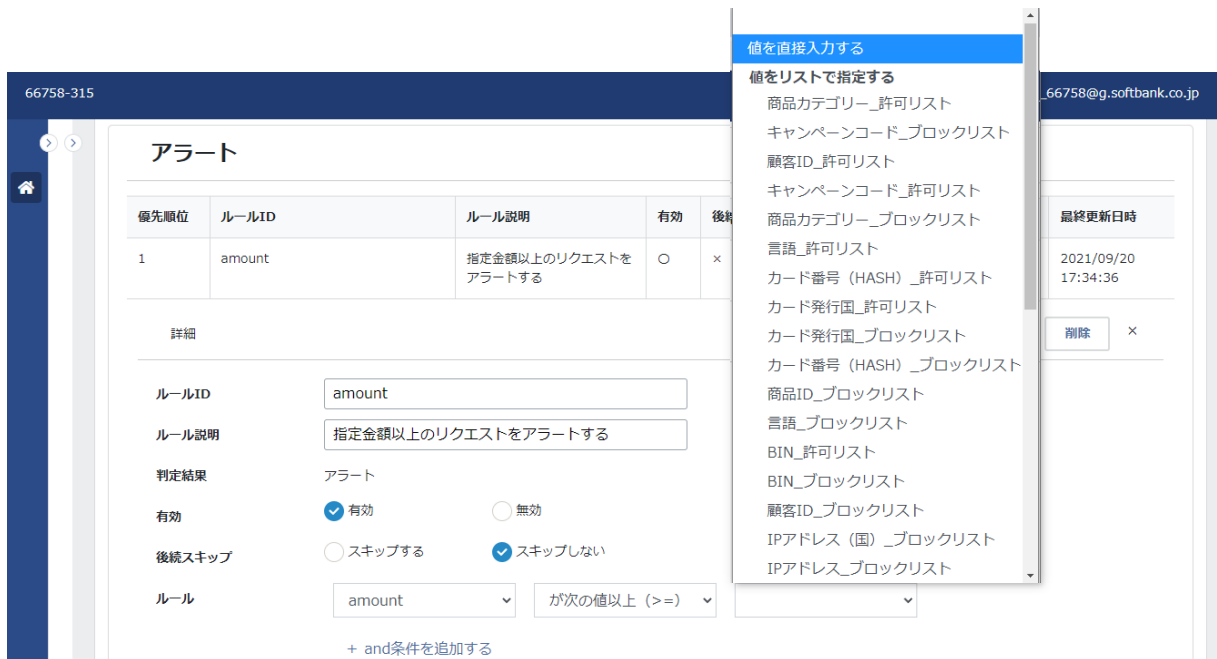 66758-315
_66758@g.softbank.co.jp
アラート
優先順位 ルールID ルール説明 有効 最終更新日時
1 amount 指定金額以上のリクエストを ○ × 2021/09/20
アラートする 17:34:36
詳細 削除 ×
ルールID amount
ルール説明 指定金額以上のリクエストをアラートする
判定結果 アラート
有効 有効 無効
後続スキップ スキップする スキップしない
ルール amount が次の値以上（>=）
+ and条件を追加する
値を直接入力する
値をリストで指定する
商品カテゴリー_許可リスト
キャンペーンコード_ブロックリスト
顧客ID_許可リスト
キャンペーンコード_許可リスト
商品カテゴリー_ブロックリスト
言語_許可リスト
カード番号（HASH）_許可リスト
カード発行国_許可リスト
カード発行国_ブロックリスト
カード番号（HASH）_ブロックリスト
商品ID_ブロックリスト
言語_ブロックリスト
BIN_許可リスト
BIN_ブロックリスト
顧客ID_ブロックリスト
IPアドレス（国）_ブロックリスト
IPアドレス_ブロックリスト